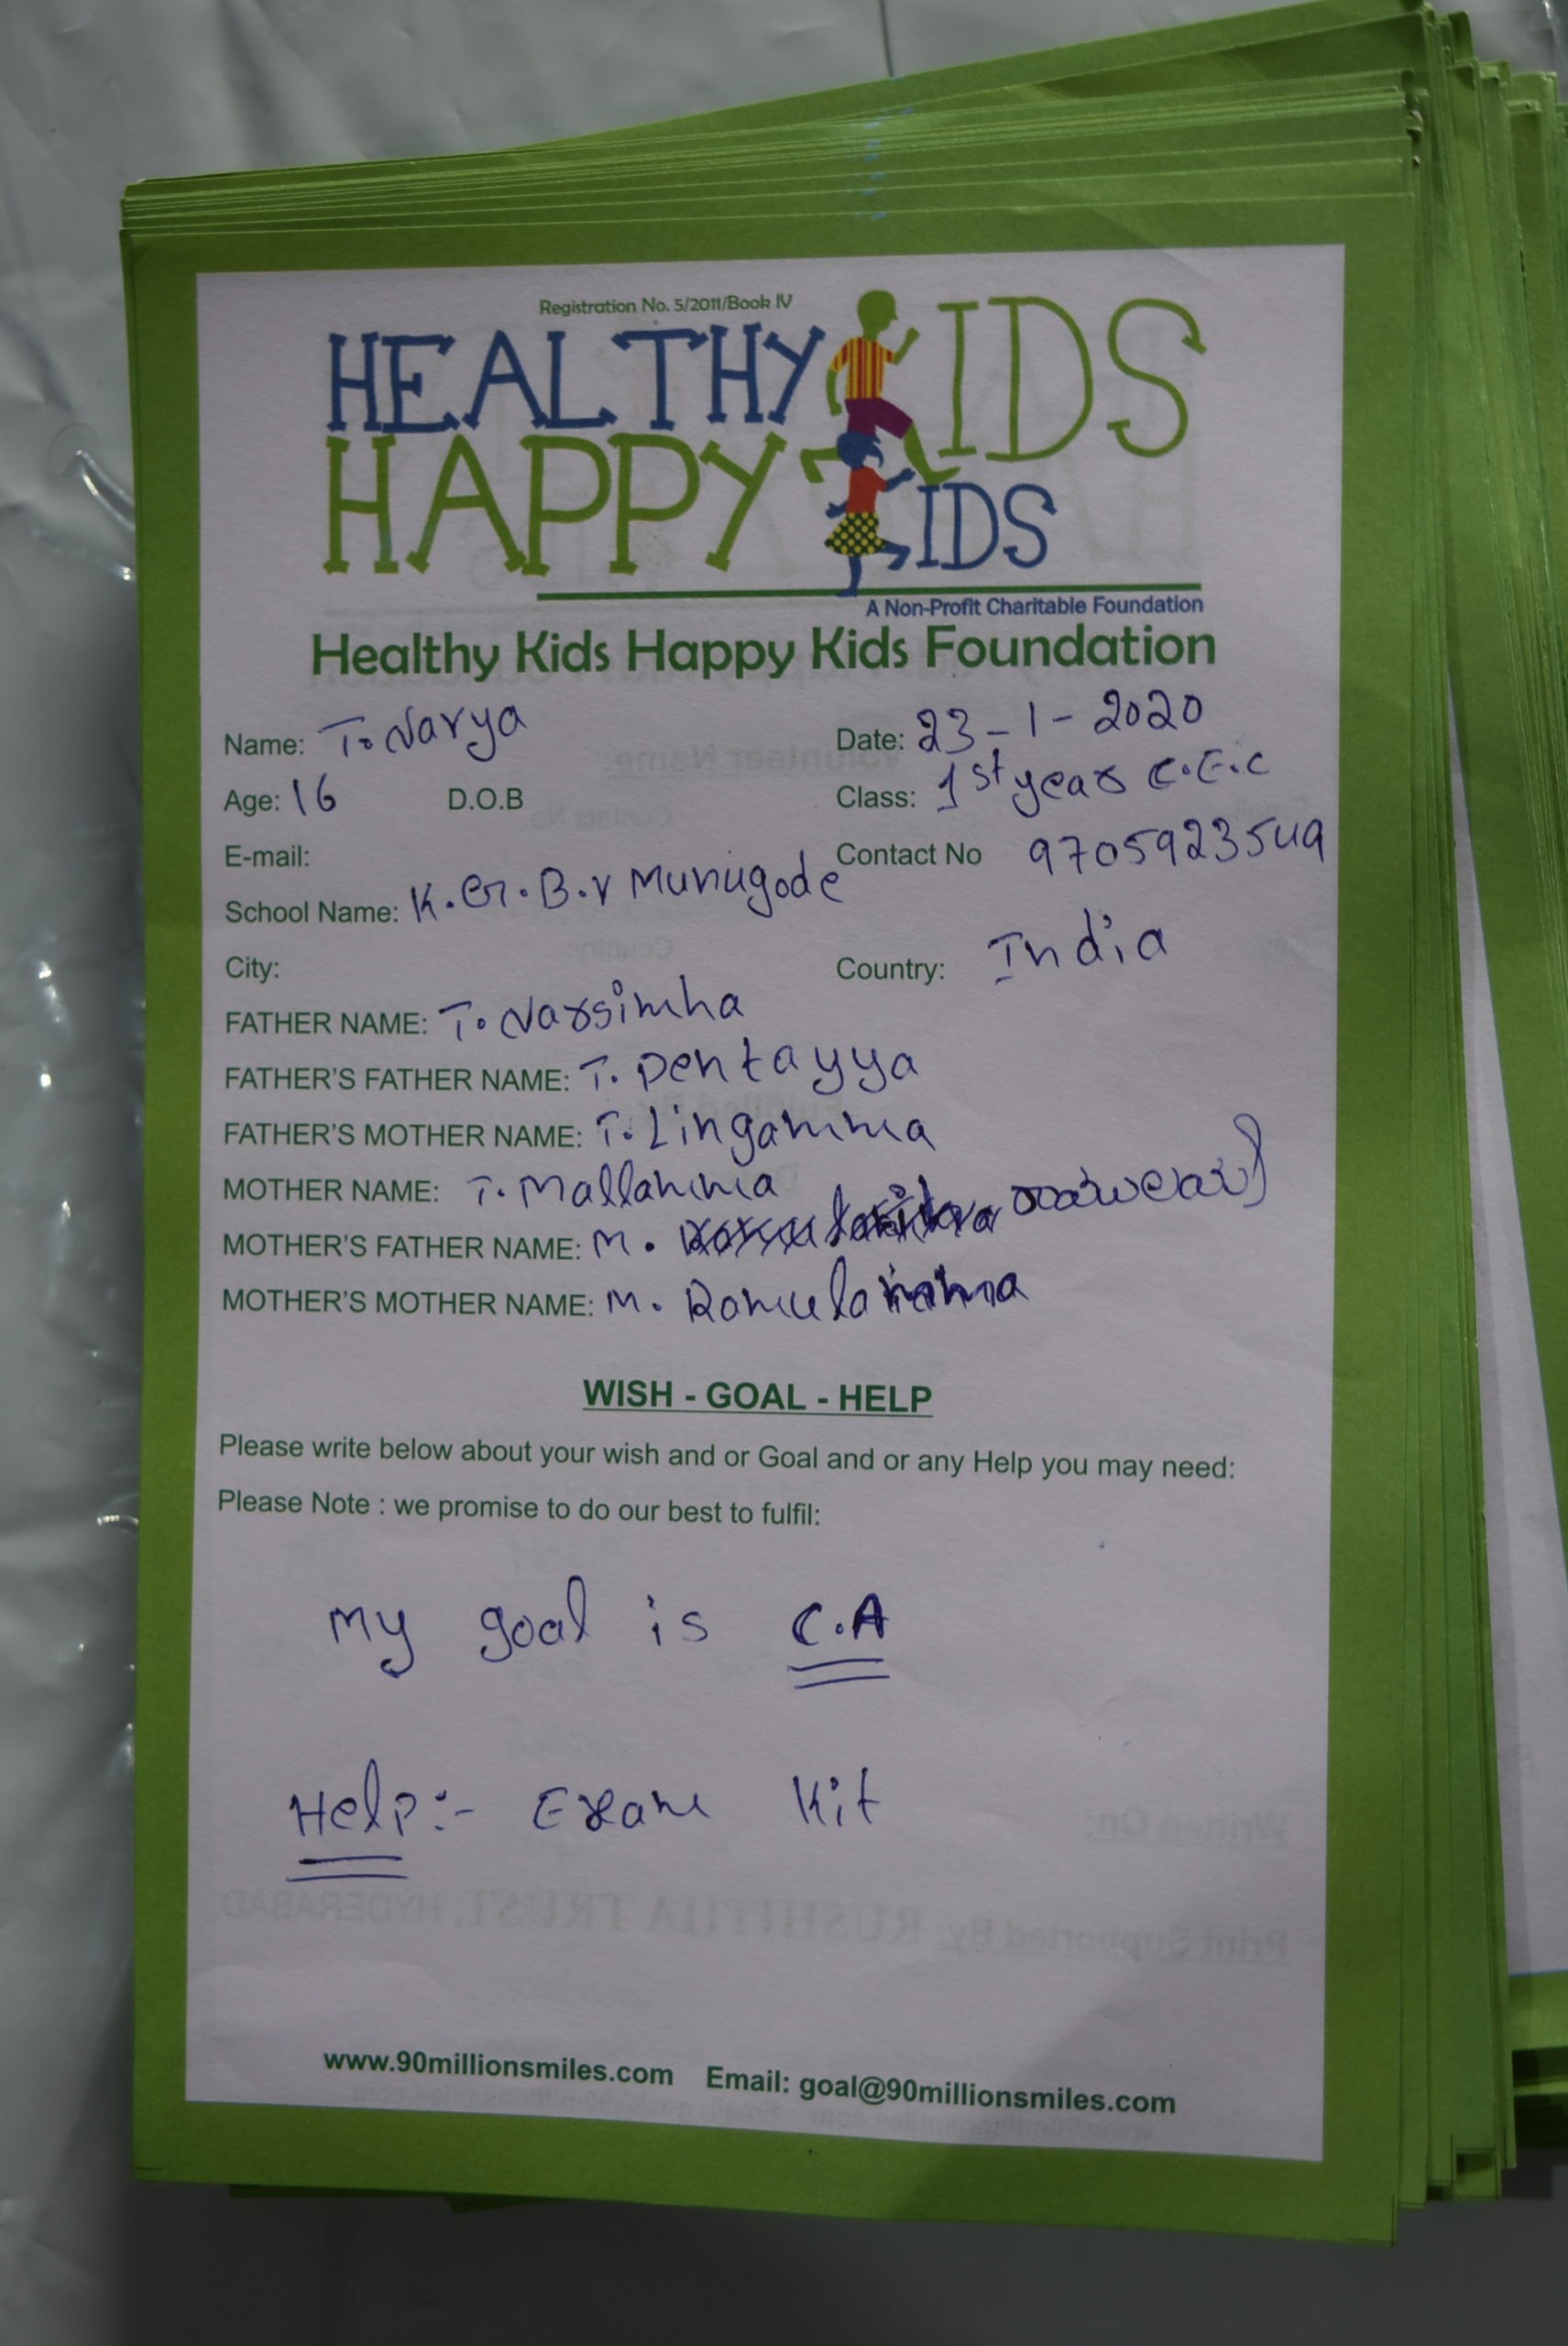 Registration No. 5/2011/Book IV
HEALTHY KIDS
HAPPY KIDS
A Non-Profit Charitable Foundation
Healthy Kids Happy Kids Foundation
Name: T. Navya Date: 23-1-2020
Age: 16 D.O.B Class: 1st year C.E.C
E-mail: Contact No 9705923549
School Name: K.G.B.V Munugode
City: Country: India
FATHER NAME: T. Narsimha
FATHER'S FATHER NAME: T. Pentayya
FATHER'S MOTHER NAME: T. Lingamma
MOTHER NAME: T. Mallamma
MOTHER'S FATHER NAME: M.
MOTHER'S MOTHER NAME: M. Ramulamma
WISH - GOAL - HELP
Please write below about your wish and or Goal and or any Help you may need:
Please Note : we promise to do our best to fulfil:
My goal is C.A
Help:- Exam Kit
www.90millionsmiles.com Email: goal@90millionsmiles.com